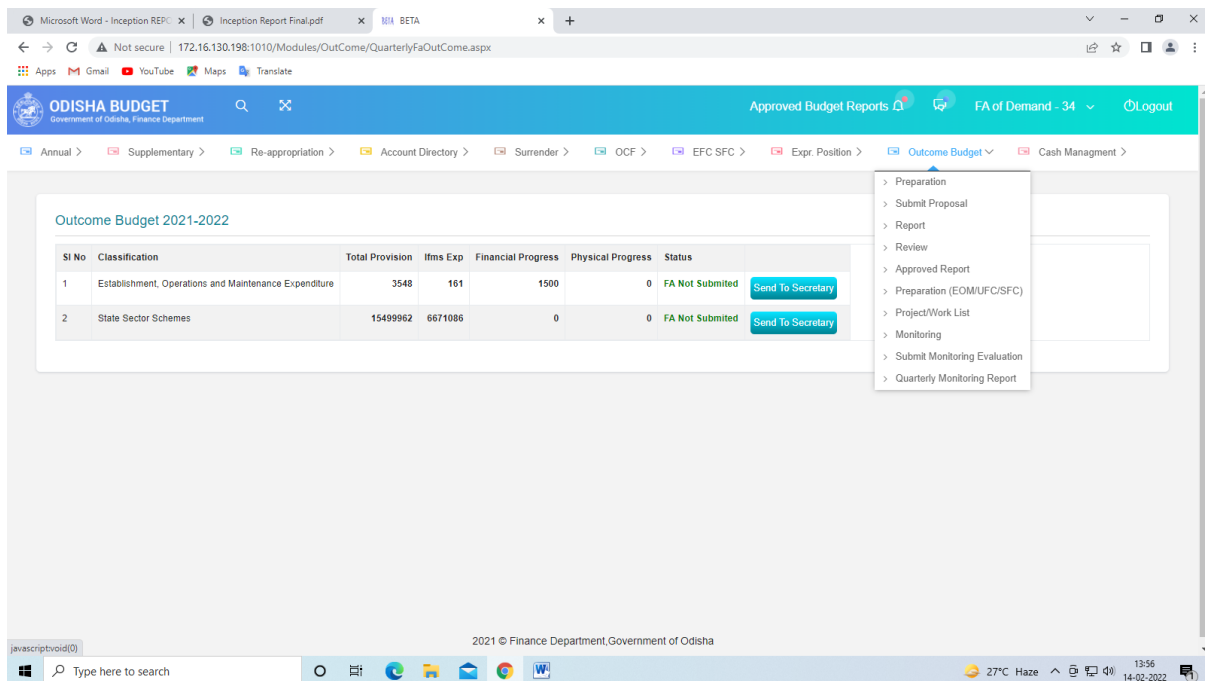 Microsoft Word - Inception REPO
Inception Report Final.pdf
BETA BETA
Not secure | 172.16.130.198:1010/Modules/OutCome/QuarterlyFaOutCome.aspx
Apps Gmail YouTube Maps Translate
ODISHA BUDGET
Government of Odisha, Finance Department
Approved Budget Reports
FA of Demand - 34
Logout
Annual > Supplementary > Re-appropriation > Account Directory > Surrender > OCF > EFC SFC > Expr. Position > Outcome Budget Cash Managment >
> Preparation
> Submit Proposal
> Report
> Review
> Approved Report
> Preparation (EOM/UFC/SFC)
> Project/Work List
> Monitoring
> Submit Monitoring Evaluation
> Quarterly Monitoring Report
Outcome Budget 2021-2022
SI No Classification Total Provision Ifms Exp Financial Progress Physical Progress Status
1 Establishment, Operations and Maintenance Expenditure 3548 161 1500 0 FA Not Submited Send To Secretary
2 State Sector Schemes 15499962 6671086 0 0 FA Not Submited Send To Secretary
2021 © Finance Department,Government of Odisha
javascript:void(0)
Type here to search
27°C Haze
13:56
14-02-2022